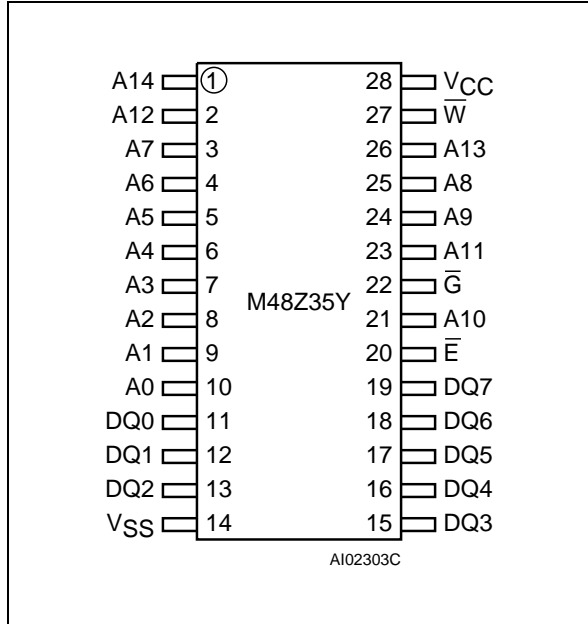 A14 1 28 VCC
A12 2 27 W̅
A7 3 26 A13
A6 4 25 A8
A5 5 24 A9
A4 6 23 A11
A3 7 22 G̅
M48Z35Y
A2 8 21 A10
A1 9 20 E̅
A0 10 19 DQ7
DQ0 11 18 DQ6
DQ1 12 17 DQ5
DQ2 13 16 DQ4
VSS 14 15 DQ3
AI02303C